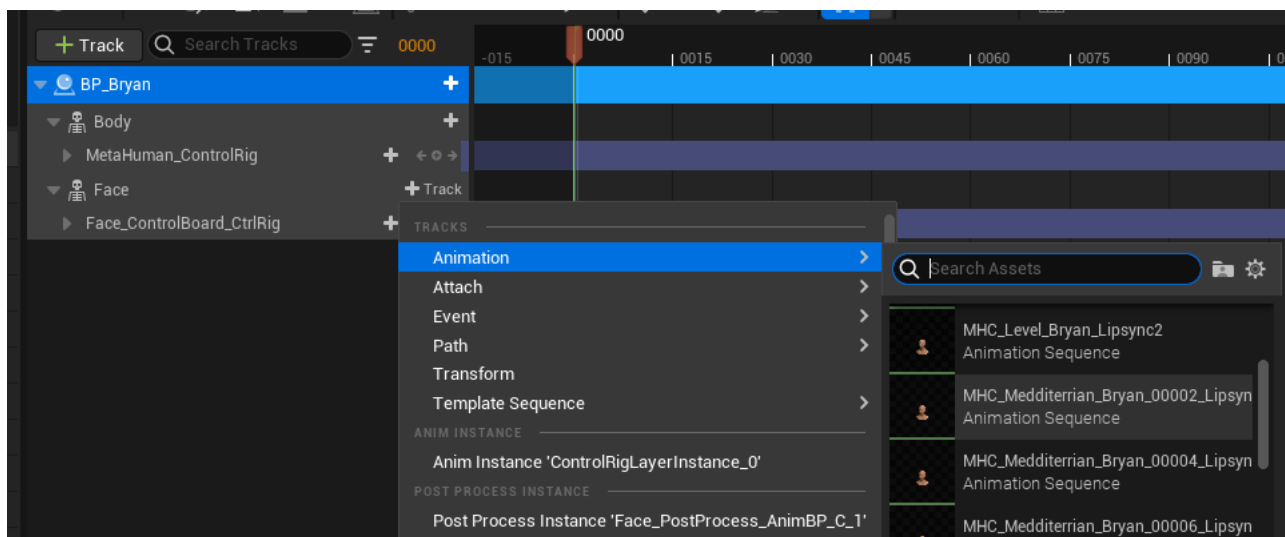 + Track
Search Tracks
0000
0000
-015
0015
0030
0045
0060
0075
0090
BP_Bryan
Body
MetaHuman_ControlRig
Face
+ Track
Face_ControlBoard_CtrlRig
TRACKS
Animation
Attach
Event
Path
Transform
Template Sequence
ANIM INSTANCE
Anim Instance 'ControlRigLayerInstance_0'
POST PROCESS INSTANCE
Post Process Instance 'Face_PostProcess_AnimBP_C_1'
Search Assets
MHC_Level_Bryan_Lipsync2
Animation Sequence
MHC_Medditerrian_Bryan_00002_Lipsyn
Animation Sequence
MHC_Medditerrian_Bryan_00004_Lipsyn
Animation Sequence
MHC_Medditerrian_Bryan_00006_Lipsyn